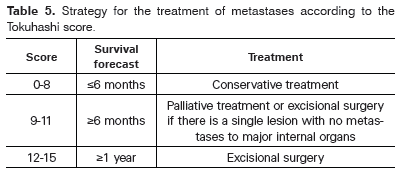 Table 5. Strategy for the treatment of metastases according to the
Tokuhashi score.
Score
Survival
forecast
Treatment
0-8
≤6 months
Conservative treatment
9-11
≥6 months
Palliative treatment or excisional surgery
if there is a single lesion with no metas-
tases to major internal organs
12-15
≥1 year
Excisional surgery